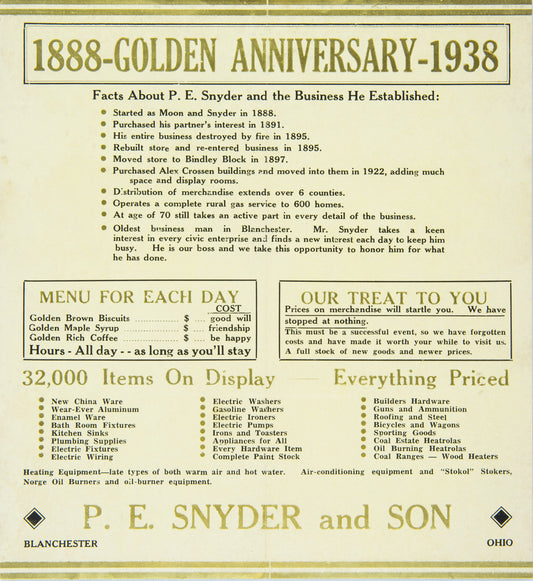 1888-GOLDEN ANNIVERSARY-1938
Facts About P. E. Snyder and the Business He Established:
Started as Moon and Snyder in 1888.
Purchased his partner's interest in 1891.
His entire business destroyed by fire in 1895.
Rebuilt store and re-entered business in 1895.
Moved store to Bindley Block in 1897.
Purchased Alex Crossen buildings and moved into them in 1922, adding much
space and display rooms.
Distribution of merchandise extends over 6 counties.
Operates a complete rural gas service to 600 homes.
At age of 70 still takes an active part in every detail of the business.
Oldest business man in Blanchester. Mr. Snyder takes a keen
interest in every civic enterprise and finds a new interest each day to keep him
busy. He is our boss and we take this opportunity to honor him for what
he has done.
MENU FOR EACH DAY
COST
Golden Brown Biscuits ........ $ .... good will
Golden Maple Syrup ........ $ .... friendship
Golden Rich Coffee ........ $ .... be happy
Hours - All day - - as long as you'll stay
OUR TREAT TO YOU
Prices on merchandise will startle you. We have
stopped at nothing.
This must be a successful event, so we have forgotten
costs and have made it worth your while to visit us.
A full stock of new goods and newer prices.
32,000 Items On Display — Everything Priced
New China Ware
Wear-Ever Aluminum
Enamel Ware
Bath Room Fixtures
Kitchen Sinks
Plumbing Supplies
Electric Fixtures
Electric Wiring
Electric Washers
Gasoline Washers
Electric Ironers
Electric Pumps
Irons and Toasters
Appliances for All
Every Hardware Item
Complete Paint Stock
Builders Hardware
Guns and Ammunition
Roofing and Steel
Bicycles and Wagons
Sporting Goods
Coal Estate Heatrolas
Oil Burning Heatrolas
Coal Ranges — Wood Heaters
Heating Equipment—late types of both warm air and hot water. Air-conditioning equipment and "Stokol" Stokers,
Norge Oil Burners and oil-burner equipment.
P. E. SNYDER and SON
BLANCHESTER
OHIO